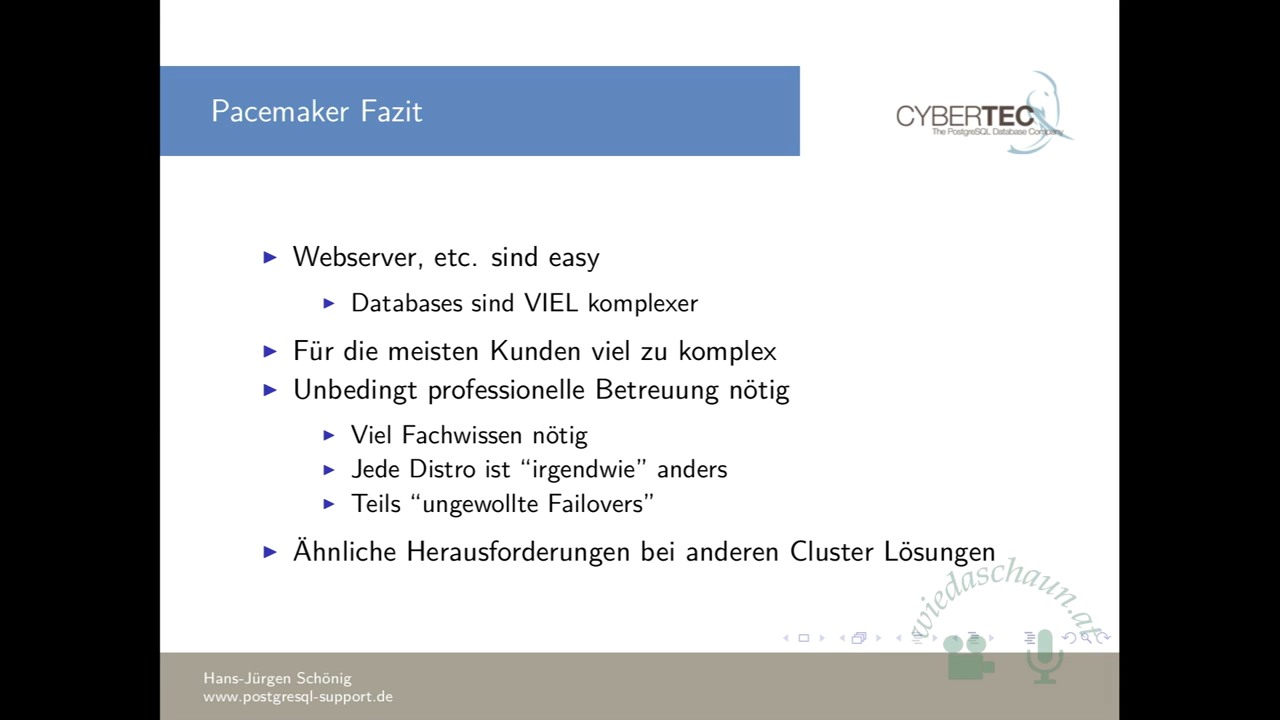 Pacemaker Fazit
CYBERTEC
The PostgreSQL Database Company
Webserver, etc. sind easy
Databases sind VIEL komplexer
Für die meisten Kunden viel zu komplex
Unbedingt professionelle Betreuung nötig
Viel Fachwissen nötig
Jede Distro ist “irgendwie” anders
Teils “ungewollte Failovers”
Ähnliche Herausforderungen bei anderen Cluster Lösungen
wiedaschaun.at
Hans-Jürgen Schönig
www.postgresql-support.de